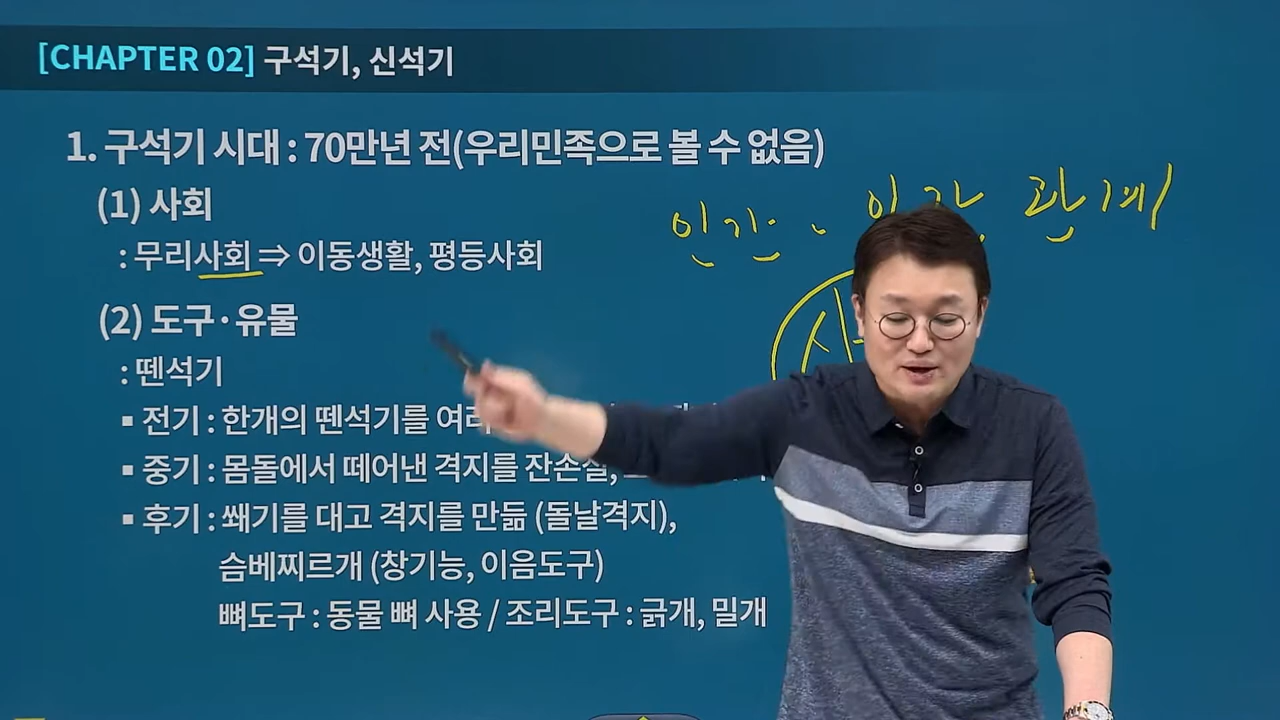 [CHAPTER 02] 구석기, 신석기
1. 구석기 시대 : 70만년 전(우리민족으로 볼 수 없음)
(1) 사회
인간 인간 관계
: 무리사회 ⇒ 이동생활, 평등사회
(2) 도구·유물
사
: 뗀석기
▪ 전기 : 한개의 뗀석기를
▪ 중기 : 몸돌에서 떼어낸 격지를 잔손질,
▪ 후기 : 쐐기를 대고 격지를 만듦 (돌날격지),
슴베찌르개 (창기능, 이음도구)
뼈도구 : 동물 뼈 사용 / 조리도구 : 긁개, 밀개